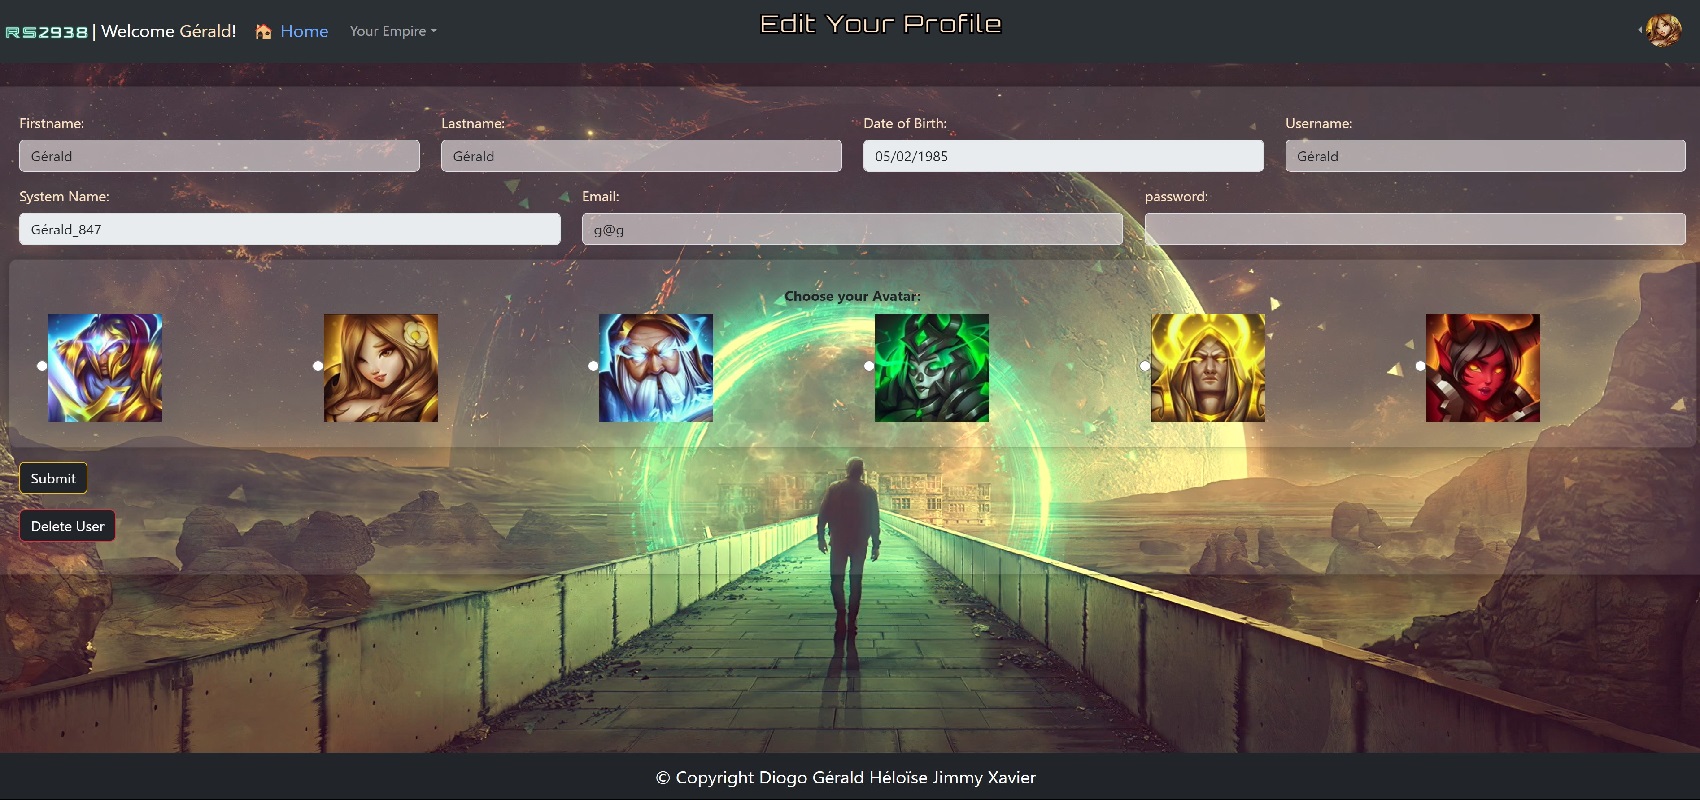 RS2938 | Welcome Gérald! Home Your Empire
Edit Your Profile
Firstname: Lastname: Date of Birth: Username:
Gérald Gérald 05/02/1985 Gérald
System Name: Email: password:
Gérald_847 g@g
Choose your Avatar:
Submit
Delete User
© Copyright Diogo Gérald Héloïse Jimmy Xavier